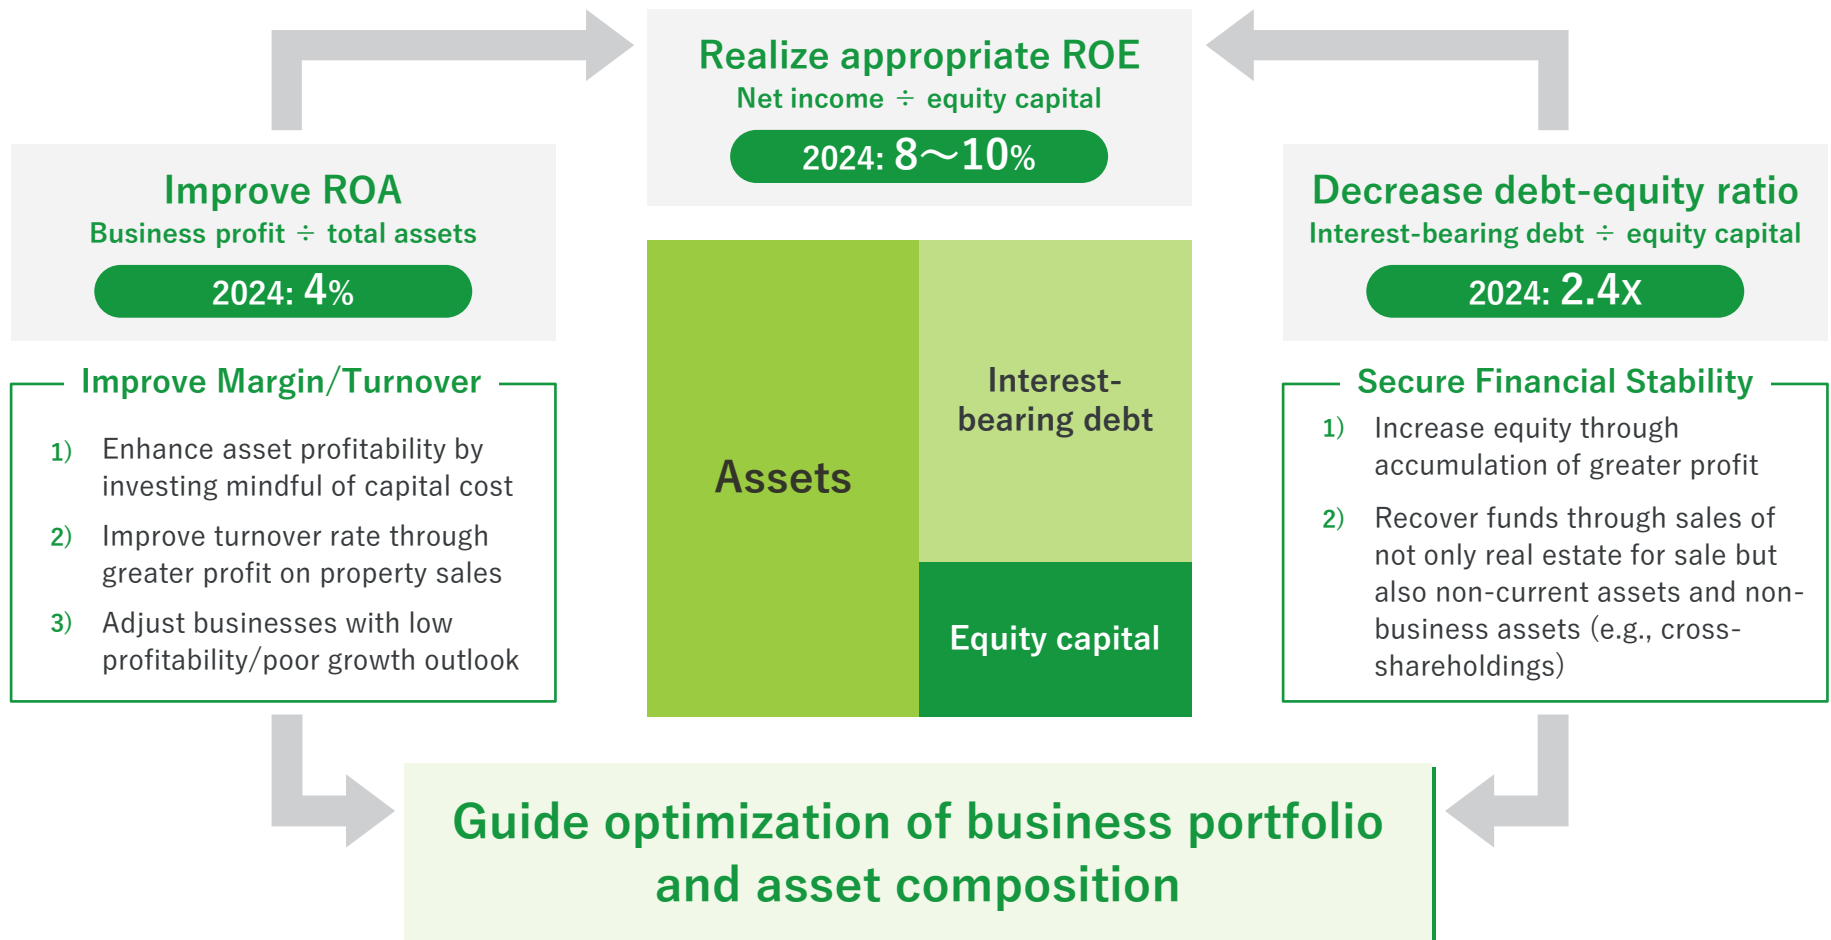 Realize appropriate ROE
Net income ÷ equity capital
2024: 8〜10%
Improve ROA
Business profit ÷ total assets
2024: 4%
Decrease debt-equity ratio
Interest-bearing debt ÷ equity capital
2024: 2.4X
Improve Margin/Turnover
1) Enhance asset profitability by
investing mindful of capital cost
2) Improve turnover rate through
greater profit on property sales
3) Adjust businesses with low
profitability/poor growth outlook
Assets
Interest-
bearing debt
Equity capital
Secure Financial Stability
1) Increase equity through
accumulation of greater profit
2) Recover funds through sales of
not only real estate for sale but
also non-current assets and non-
business assets (e.g., cross-
shareholdings)
Guide optimization of business portfolio
and asset composition